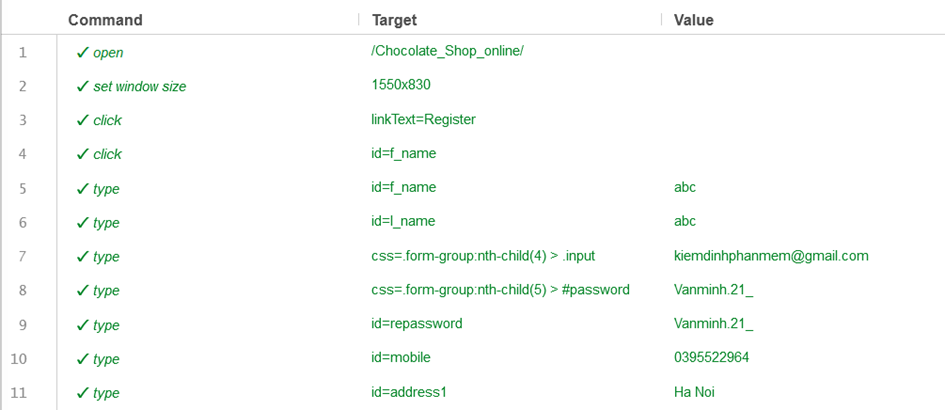 Command Target Value
1 ✓ open /Chocolate_Shop_online/
2 ✓ set window size 1550x830
3 ✓ click linkText=Register
4 ✓ click id=f_name
5 ✓ type id=f_name abc
6 ✓ type id=l_name abc
7 ✓ type css=.form-group:nth-child(4) > .input kiemdinhphanmem@gmail.com
8 ✓ type css=.form-group:nth-child(5) > #password Vanminh.21_
9 ✓ type id=repassword Vanminh.21_
10 ✓ type id=mobile 0395522964
11 ✓ type id=address1 Ha Noi